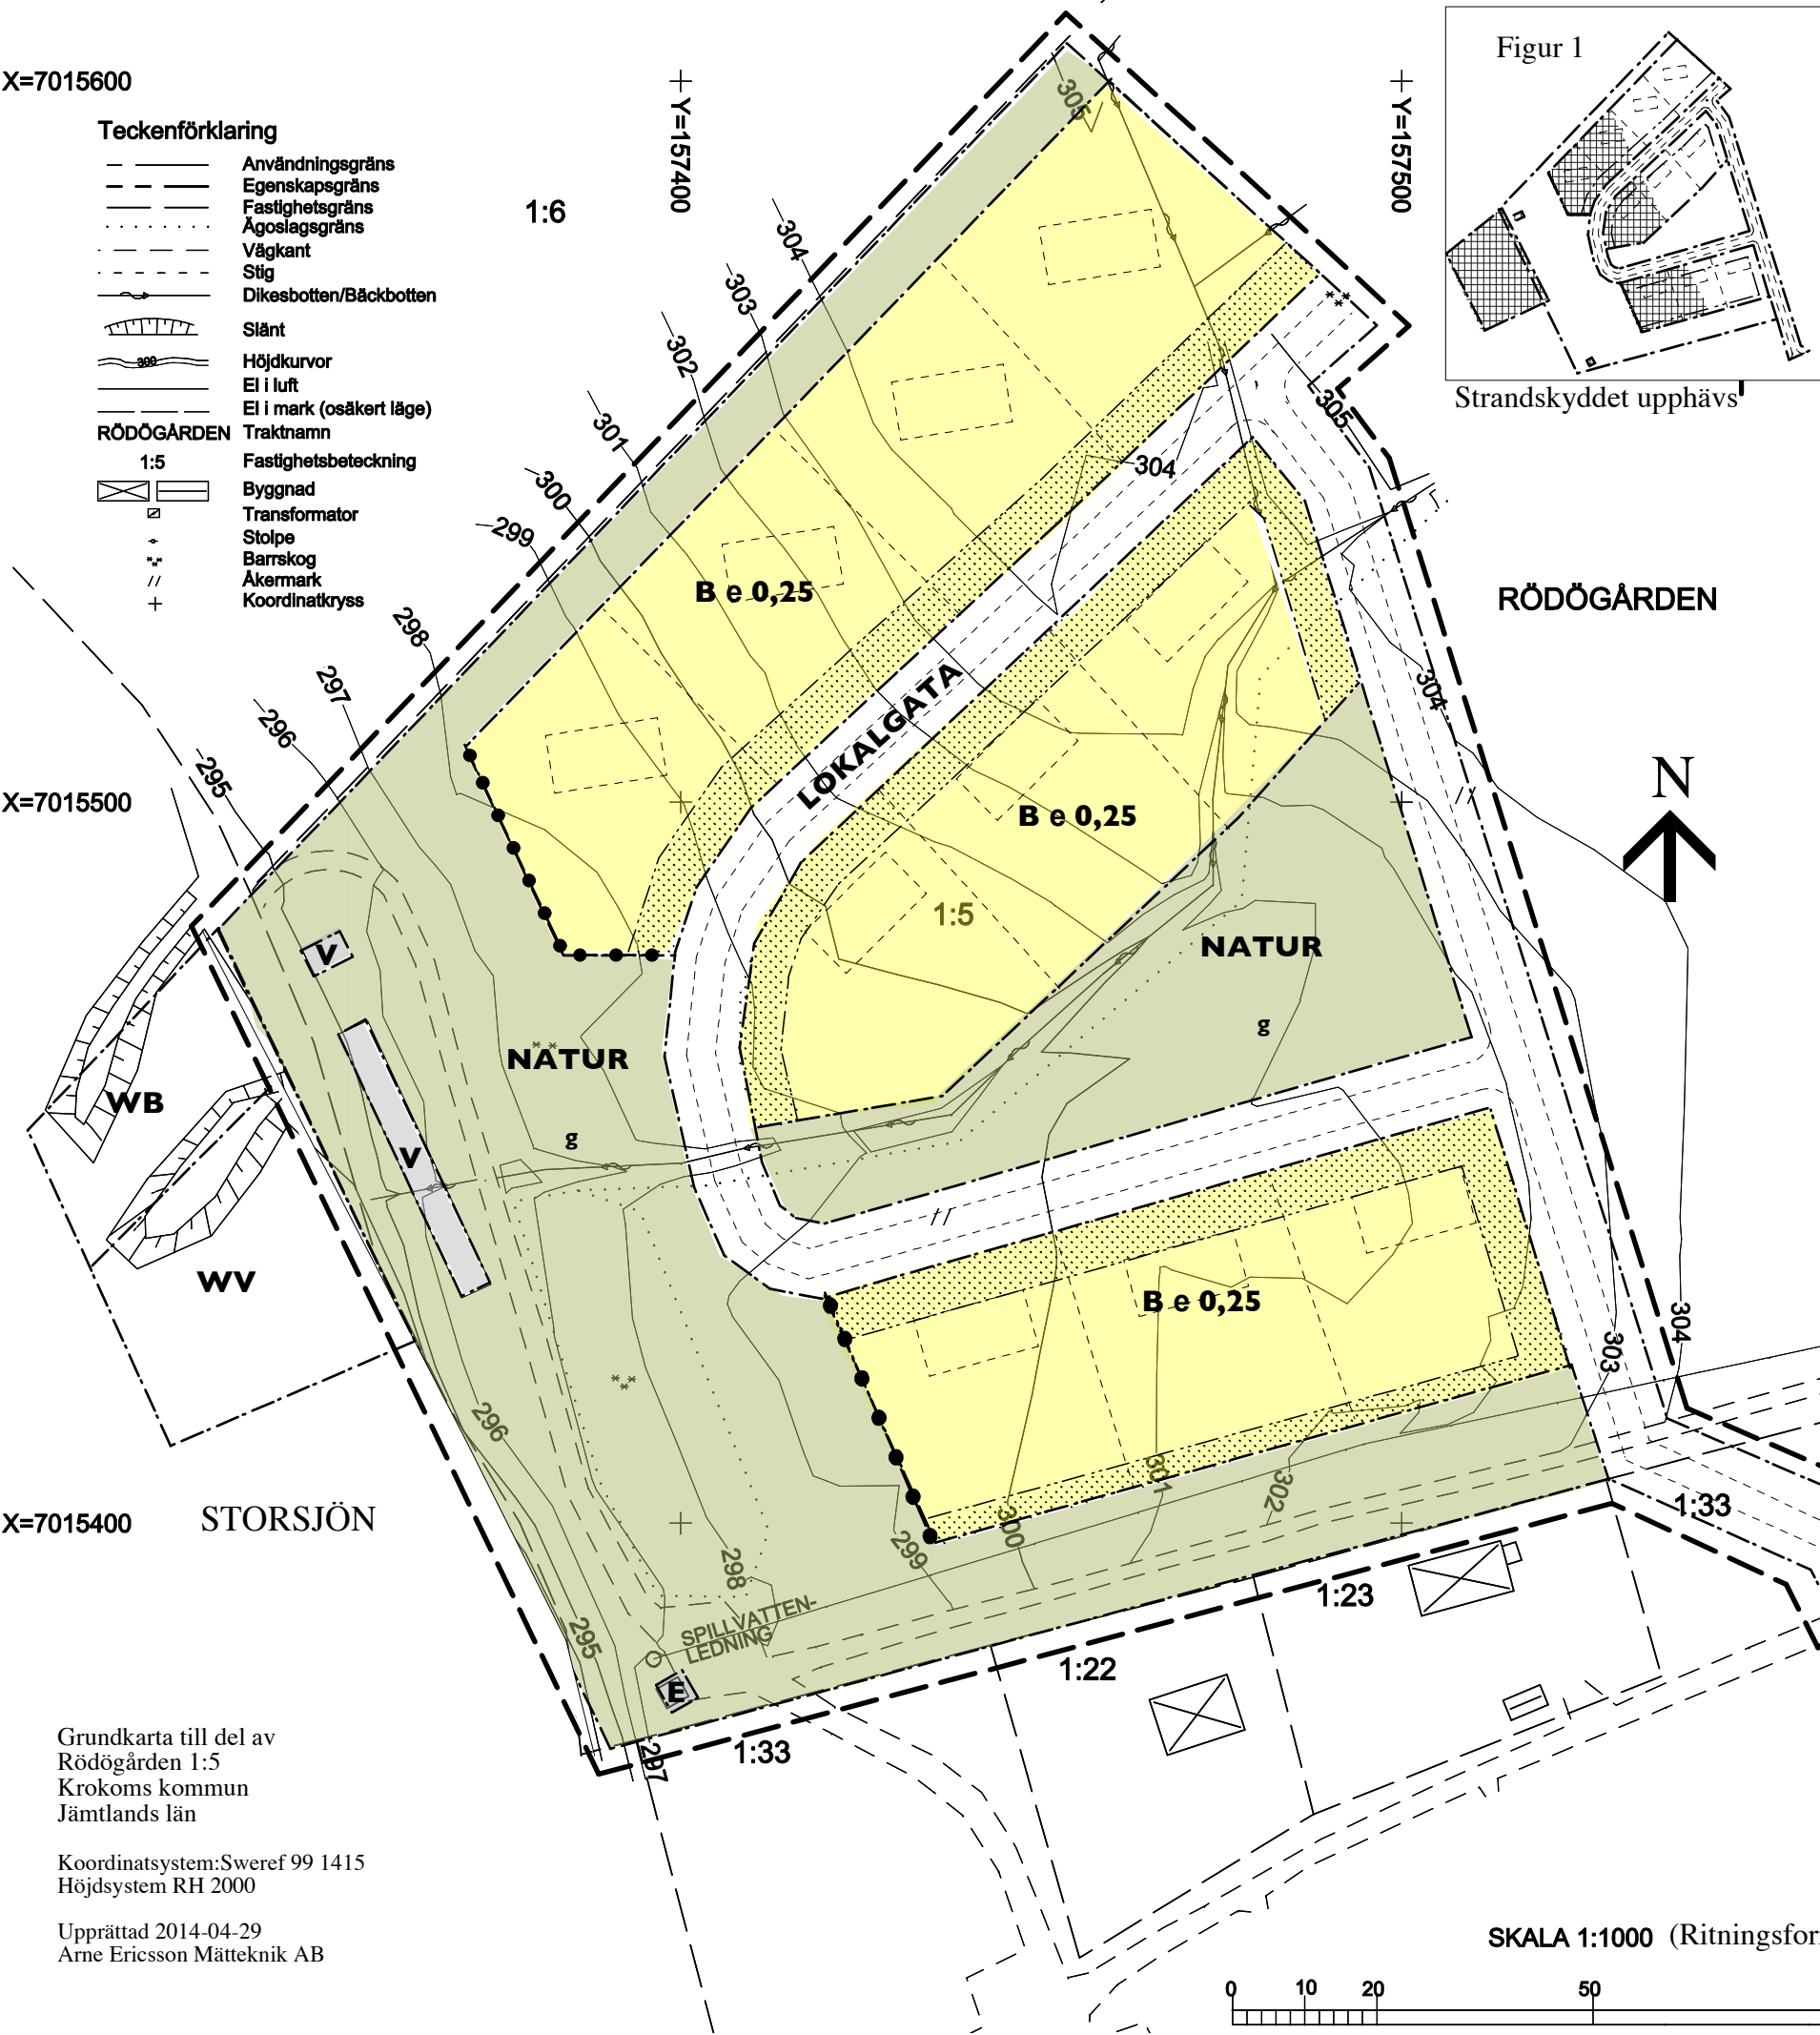 X=7015600
Teckenförklaring
Användningsgräns
Egenskapsgräns
Fastighetsgräns
Ägoslagsgräns
Vägkant
Stig
Dikesbotten/Bäckbotten
Slänt
300
Höjdkurvor
El i luft
El i mark (osäkert läge)
RÖDÖGÅRDEN Traktnamn
1:5 Fastighetsbeteckning
Byggnad
Transformator
Stolpe
Barrskog
Åkermark
Koordinatkryss
1:6
Y=157400
Y=157500
Figur 1
Strandskyddet upphävs
305
304
303
302
301
300
299
298
297
296
295
305
304
304
B e 0,25
LOKALGATA
B e 0,25
1:5
RÖDÖGÅRDEN
N
X=7015500
NATUR
g
NATUR
g
V
V
WB
WV
B e 0,25
304
303
296
301
302
300
299
298
295
X=7015400
STORSJÖN
SPILLVATTEN-
LEDNING
E
297
1:33
1:22
1:23
1:33
Grundkarta till del av
Rödögården 1:5
Krokoms kommun
Jämtlands län
Koordinatsystem:Sweref 99 1415
Höjdsystem RH 2000
Upprättad 2014-04-29
Arne Ericsson Mätteknik AB
SKALA 1:1000 (Ritningsfor
0 10 20 50